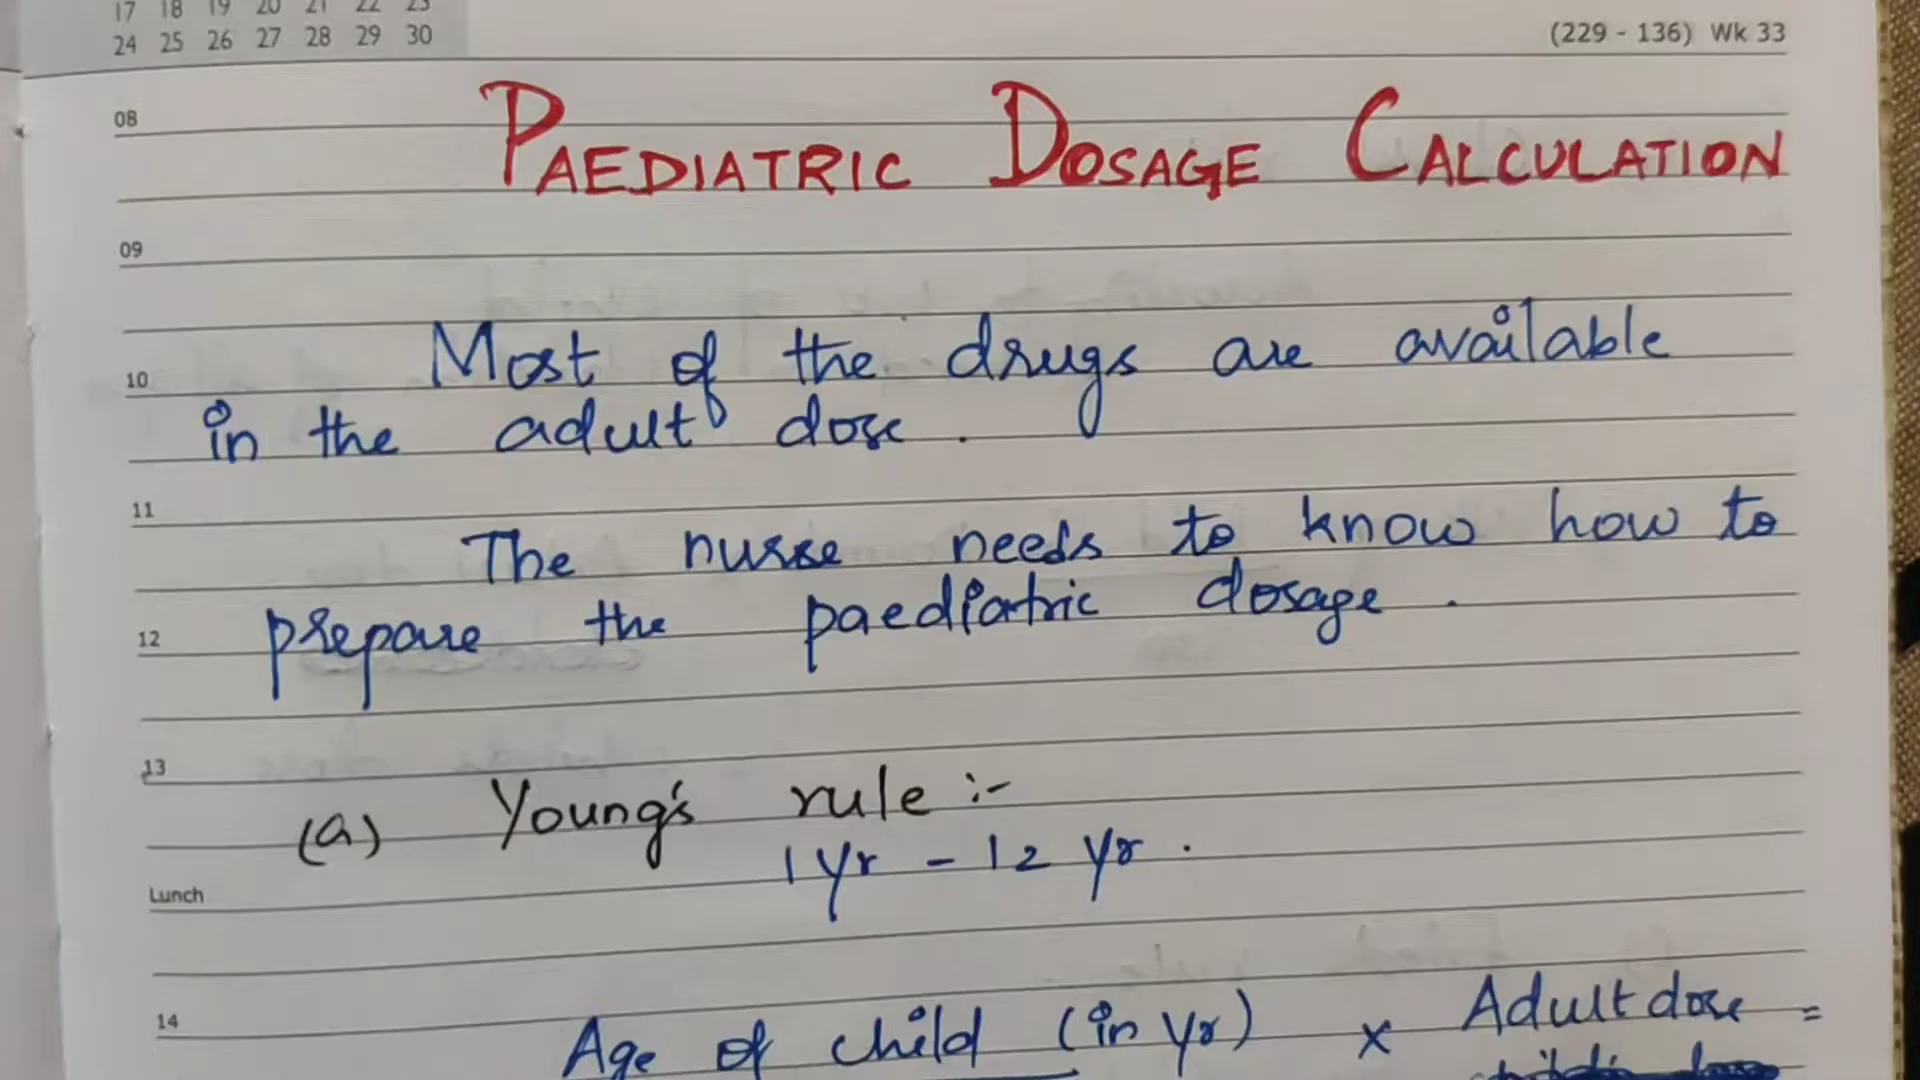 17 18 19 20 21 22 23
24 25 26 27 28 29 30
(229 - 136) Wk 33
08
PAEDIATRIC DOSAGE CALCULATION
09
Most of the drugs are available
10
in the adult dose .
11
The nurse needs to know how to
12
prepare the paediatric dosage .
13
(a) Young's rule :-
1 Yr - 12 Yr .
Lunch
14
Age of child (in yr) x Adult dose =